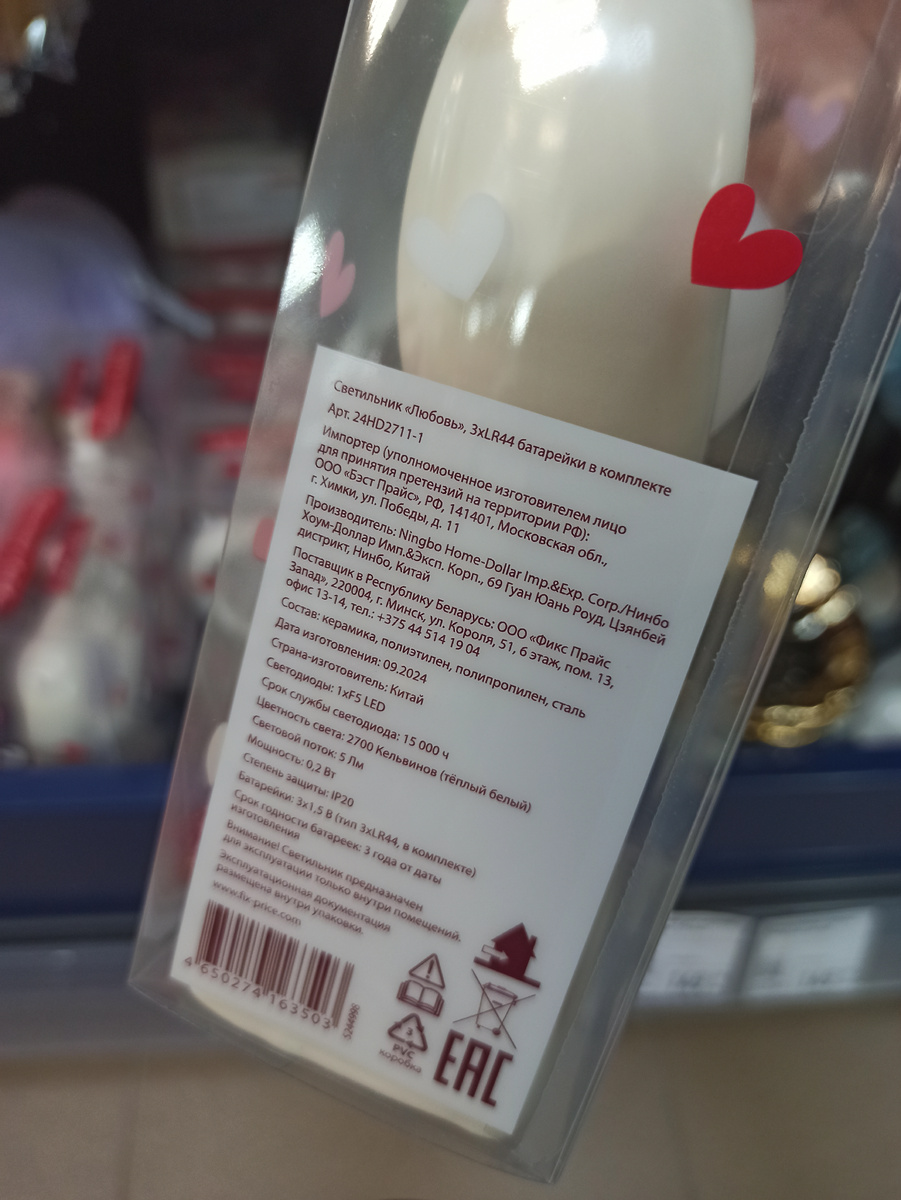 Светильник «Любовь», 3xLR44 батарейки в комплекте
Арт. 24HD2711-1
Импортер (уполномоченное изготовителем лицо
для принятия претензий на территории РФ):
ООО «Бэст Прайс», РФ, 141401, Московская обл.,
г. Химки, ул. Победы, д. 11
Производитель: Ningbo Home-Dollar Imp.&Exp. Corp./Нинбо
Хоум-Доллар Имп.&Эксп. Корп., 69 Гуан Юань Роуд, Цзянбей
дистрикт, Нинбо, Китай
Поставщик в Республику Беларусь: ООО «Фикс Прайс
Запад», 220004, г. Минск, ул. Короля, 51, 6 этаж, пом. 13,
офис 13-14, тел.: +375 44 514 19 04
Состав: керамика, полиэтилен, полипропилен, сталь
Дата изготовления: 09.2024
Страна-изготовитель: Китай
Светодиоды: 1xF5 LED
Срок службы светодиода: 15 000 ч
Цветность света: 2700 Кельвинов (тёплый белый)
Световой поток: 5 Лм
Мощность: 0,2 Вт
Степень защиты: IP20
Батарейки: 3x1,5 В (тип 3xLR44, в комплекте)
Срок годности батареек: 3 года от даты
изготовления
Внимание! Светильник предназначен
для эксплуатации только внутри помещений.
Эксплуатационная документация
размещена внутри упаковки.
www.fix-price.com
4 650274 163503
5244996
3
PVC
коробка
EAC